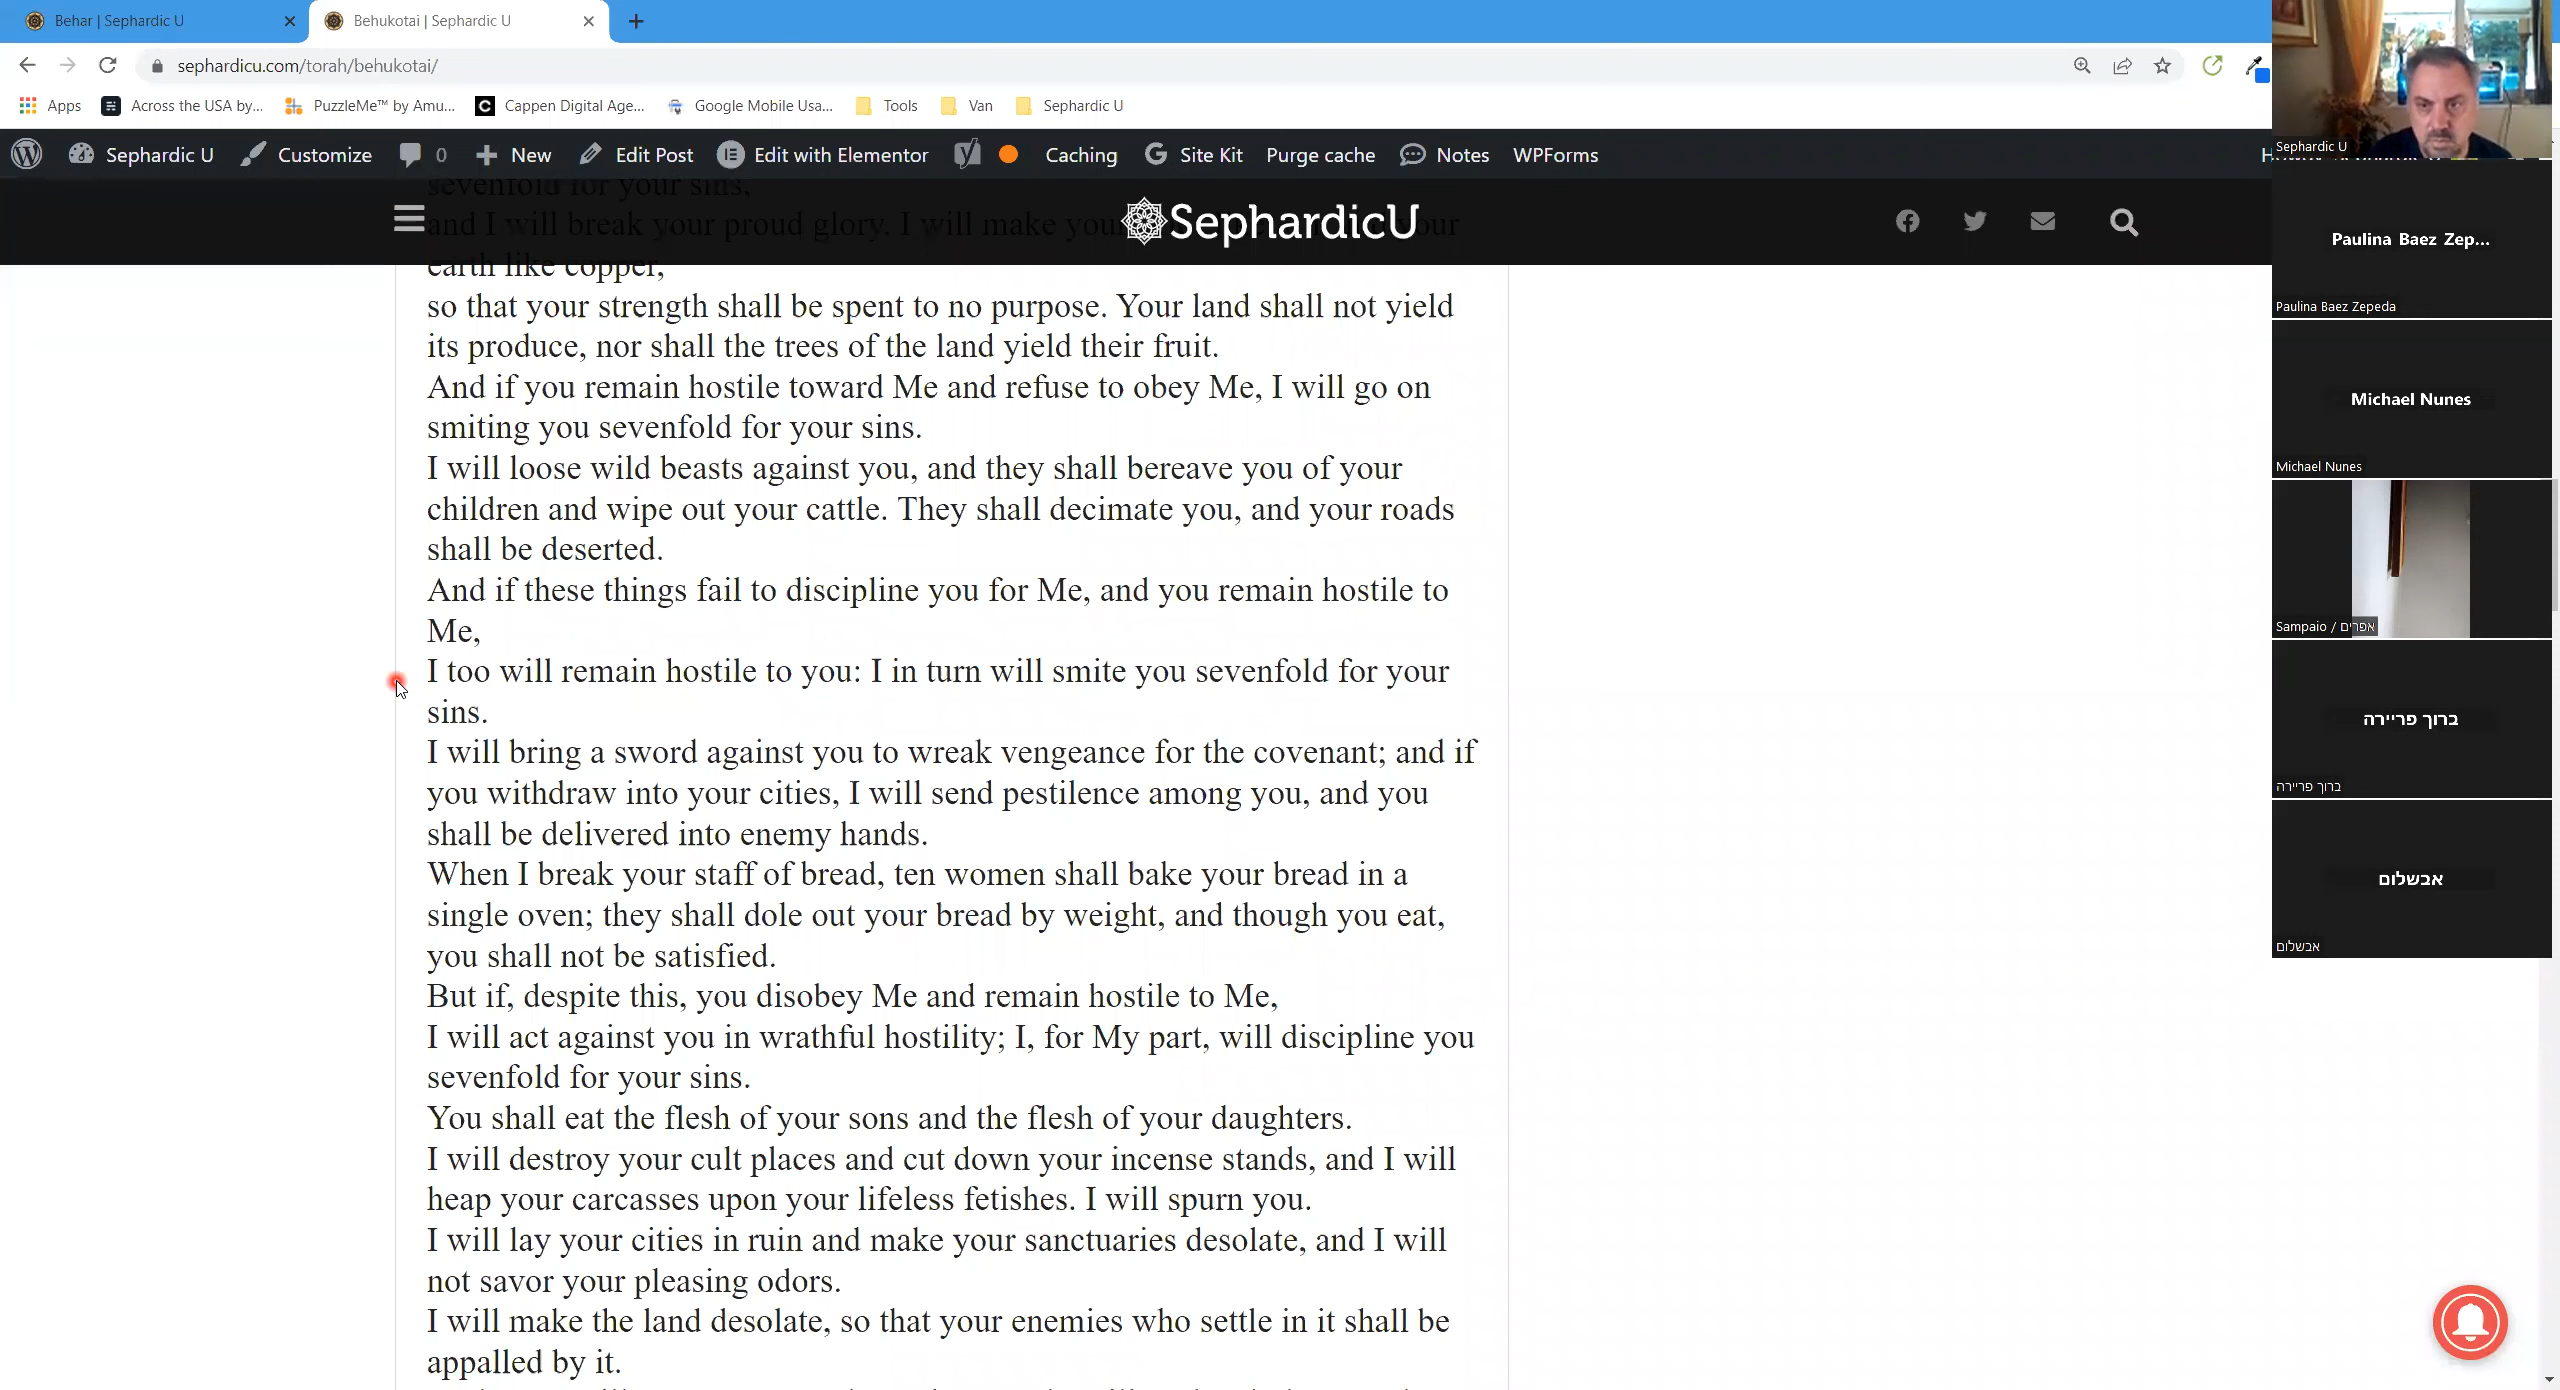 Behar | Sephardic U
Behukotai | Sephardic U
sephardicu.com/torah/behukotai/
Apps
Across the USA by...
PuzzleMe™ by Amu...
Cappen Digital Age...
Google Mobile Usa...
Tools
Van
Sephardic U
Sephardic U
Customize
0
New
Edit Post
Edit with Elementor
Caching
Site Kit
Purge cache
Notes
WPForms
SephardicU
sevenfold for your sins,
and I will break your proud glory. I will make your
earth like copper,
so that your strength shall be spent to no purpose. Your land shall not yield
its produce, nor shall the trees of the land yield their fruit.
And if you remain hostile toward Me and refuse to obey Me, I will go on
smiting you sevenfold for your sins.
I will loose wild beasts against you, and they shall bereave you of your
children and wipe out your cattle. They shall decimate you, and your roads
shall be deserted.
And if these things fail to discipline you for Me, and you remain hostile to
Me,
I too will remain hostile to you: I in turn will smite you sevenfold for your
sins.
I will bring a sword against you to wreak vengeance for the covenant; and if
you withdraw into your cities, I will send pestilence among you, and you
shall be delivered into enemy hands.
When I break your staff of bread, ten women shall bake your bread in a
single oven; they shall dole out your bread by weight, and though you eat,
you shall not be satisfied.
But if, despite this, you disobey Me and remain hostile to Me,
I will act against you in wrathful hostility; I, for My part, will discipline you
sevenfold for your sins.
You shall eat the flesh of your sons and the flesh of your daughters.
I will destroy your cult places and cut down your incense stands, and I will
heap your carcasses upon your lifeless fetishes. I will spurn you.
I will lay your cities in ruin and make your sanctuaries desolate, and I will
not savor your pleasing odors.
I will make the land desolate, so that your enemies who settle in it shall be
appalled by it.
Sephardic U
Paulina Baez Zep...
Paulina Baez Zepeda
Michael Nunes
Michael Nunes
Sampaio / אפרים
ברוך פריירה
ברוך פריירה
אבשלום
אבשלום